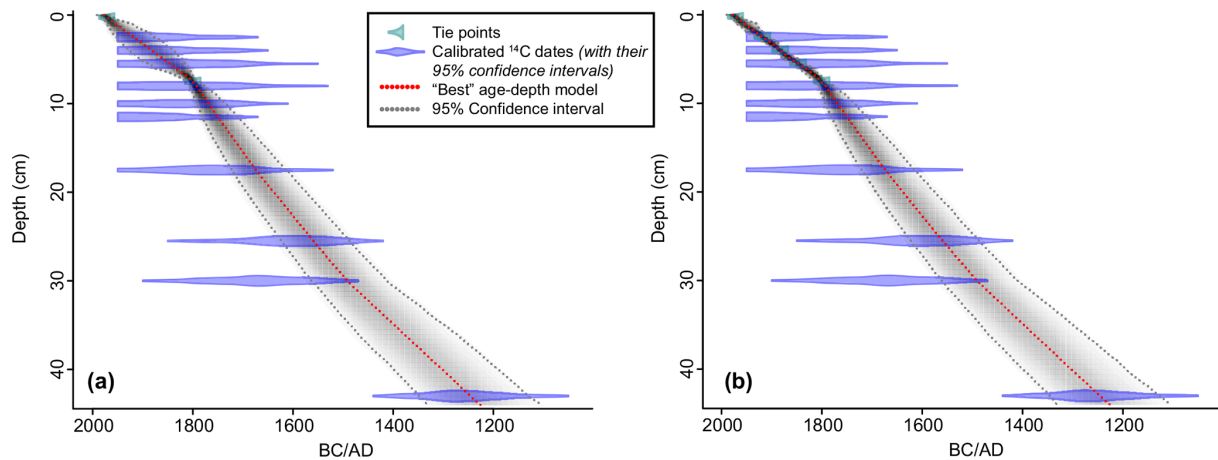 0
10
20
30
40
Depth (cm)
2000
1800
1600
1400
1200
BC/AD
(a)
Tie points
Calibrated ¹⁴C dates (with their
95% confidence intervals)
“Best” age-depth model
95% Confidence interval
0
10
20
30
40
Depth (cm)
2000
1800
1600
1400
1200
BC/AD
(b)